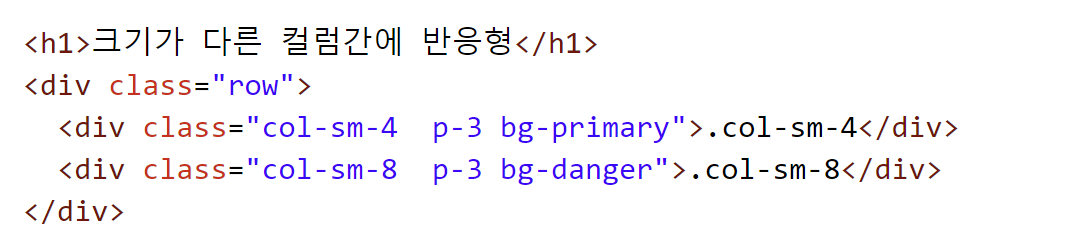 <h1>크기가 다른 컬럼간에 반응형</h1>
<div class="row">
  <div class="col-sm-4  p-3 bg-primary">.col-sm-4</div>
  <div class="col-sm-8  p-3 bg-danger">.col-sm-8</div>
</div>